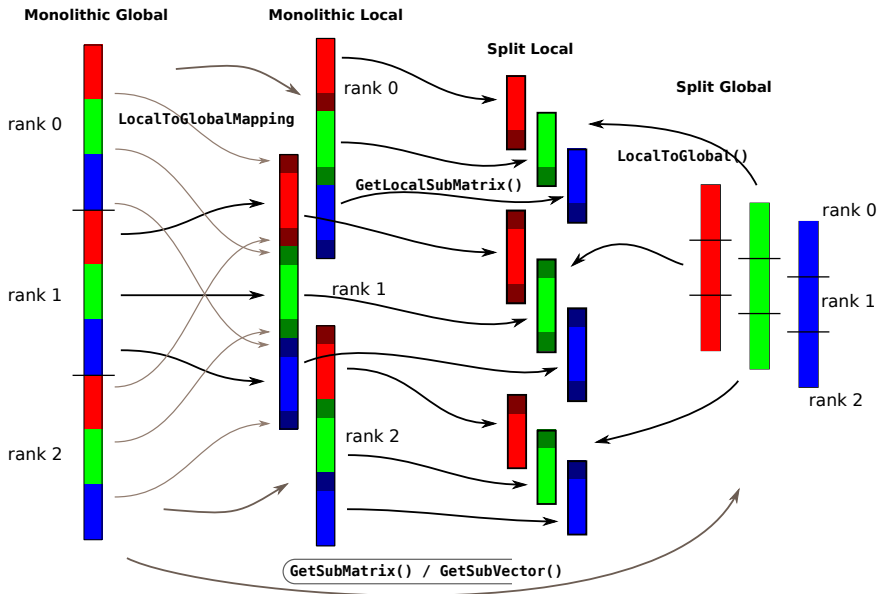 Monolithic Global
Monolithic Local
Split Local
Split Global
rank 0
LocalToGlobalMapping
rank 0
GetLocalSubMatrix()
LocalToGlobal()
rank 0
rank 1
rank 1
rank 1
rank 2
rank 2
rank 2
GetSubMatrix() / GetSubVector()